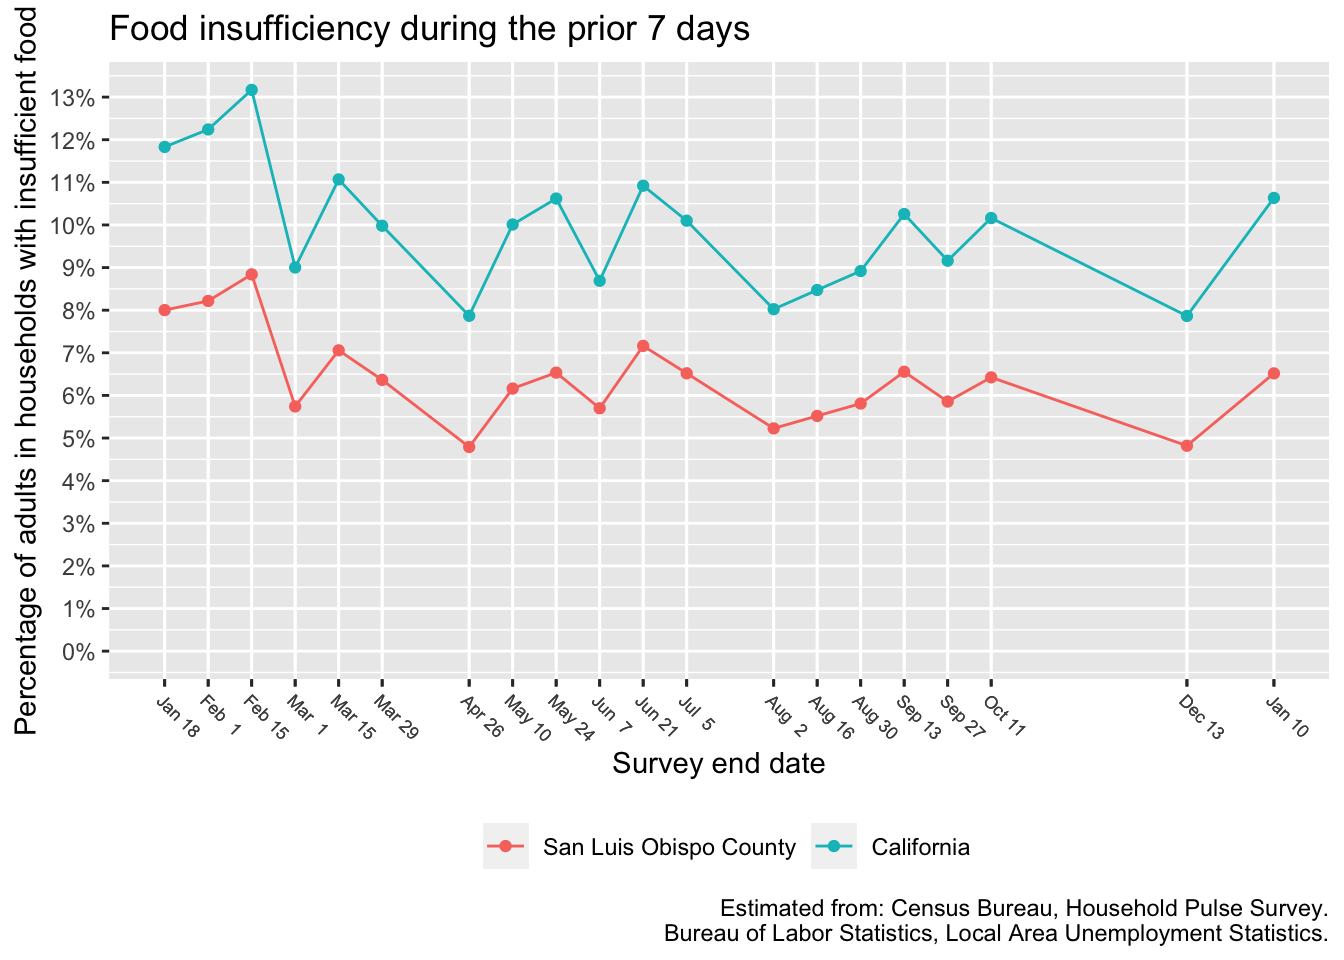 Food insufficiency during the prior 7 days
Percentage of adults in households with insufficient food
13%
12%
11%
10%
9%
8%
7%
6%
5%
4%
3%
2%
1%
0%
Jan 18
Feb 1
Feb 15
Mar 1
Mar 15
Mar 29
Apr 26
May 10
May 24
Jun 7
Jun 21
Jul 5
Aug 2
Aug 16
Aug 30
Sep 13
Sep 27
Oct 11
Dec 13
Jan 10
Survey end date
San Luis Obispo County
California
Estimated from: Census Bureau, Household Pulse Survey.
Bureau of Labor Statistics, Local Area Unemployment Statistics.